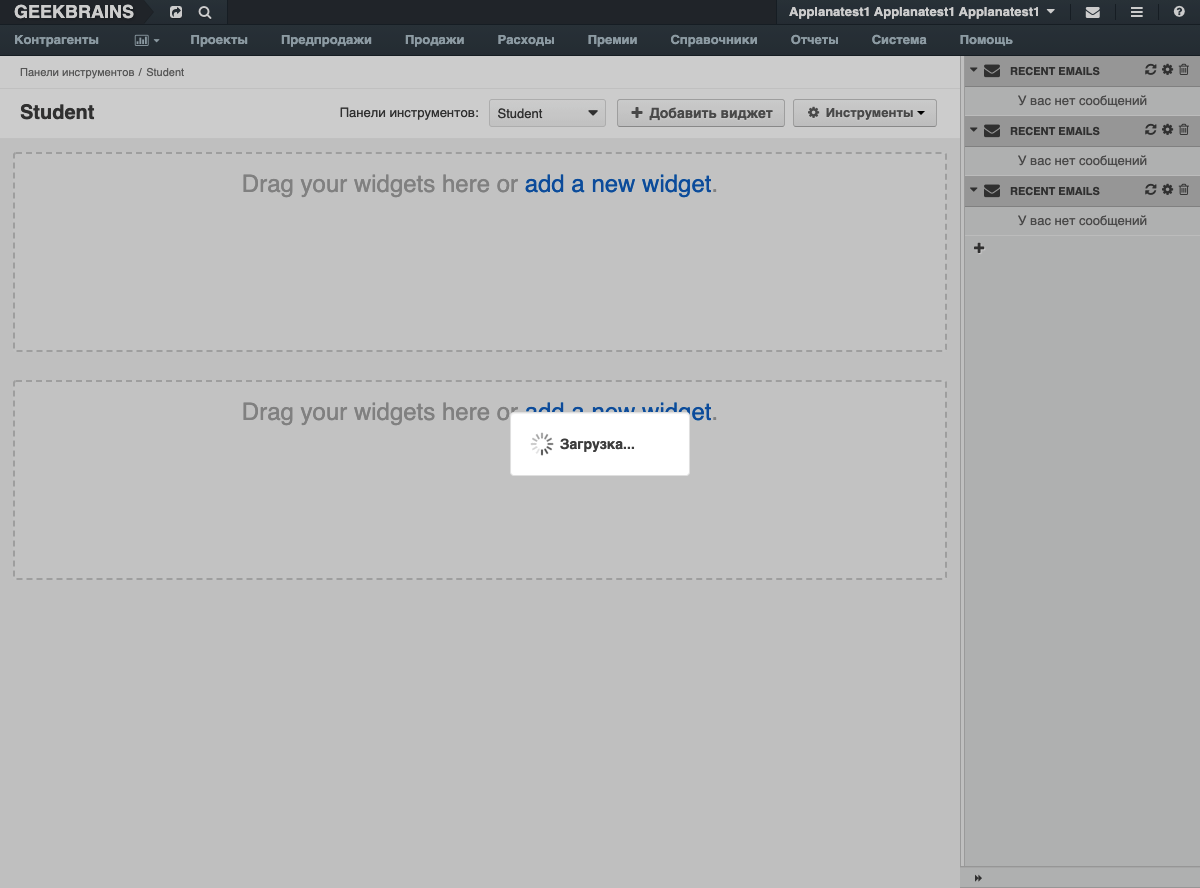 GEEKBRAINS
Applanatest1 Applanatest1 Applanatest1
Контрагенты Проекты Предпродажи Продажи Расходы Премии Справочники Отчеты Система Помощь
Панели инструментов / Student
Student
Панели инструментов: Student Добавить виджет Инструменты
Drag your widgets here or add a new widget.
Drag your widgets here or add a new widget.
Загрузка...
RECENT EMAILS
У вас нет сообщений
RECENT EMAILS
У вас нет сообщений
RECENT EMAILS
У вас нет сообщений